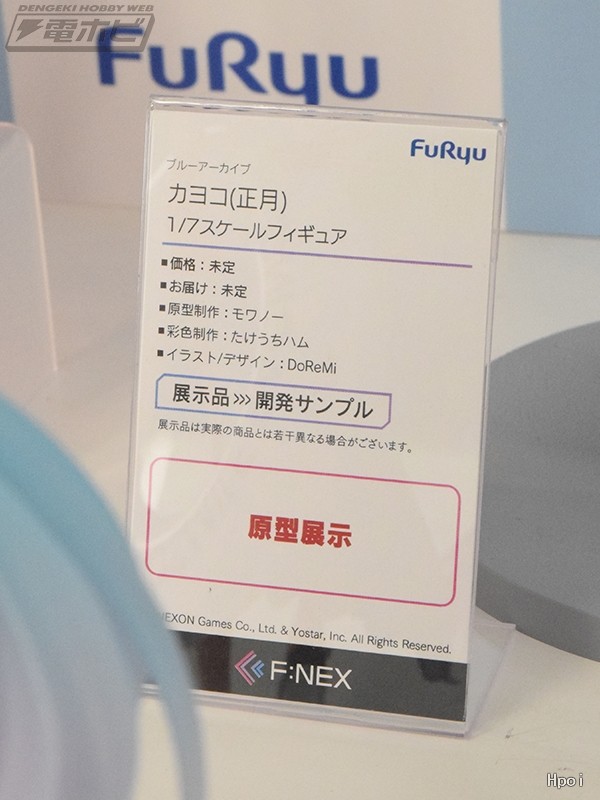 DENGEKI HOBBY WEB
電ホビ
FuRyu
FuRyu
ブルーアーカイブ
カヨコ(正月)
1/7スケールフィギュア
■価格：未定
■お届け：未定
■原型制作：モワノー
■彩色制作：たけうちハム
■イラスト/デザイン：DoReMi
展示品>>>開発サンプル
展示品は実際の商品とは若干異なる場合がございます。
原型展示
NEXON Games Co., Ltd. & Yostar, Inc. All Rights Reserved.
F:NEX
Hpoi